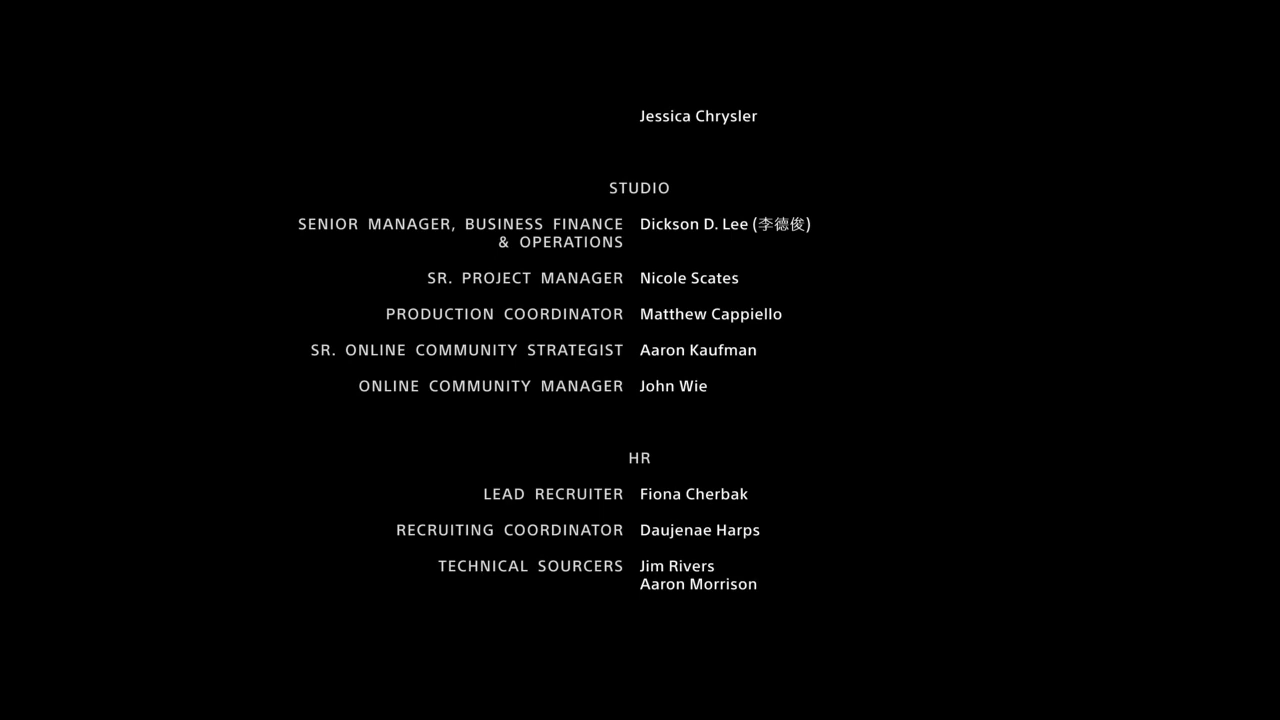 Jessica Chrysler
STUDIO
SENIOR MANAGER, BUSINESS FINANCE Dickson D. Lee (李德俊)
& OPERATIONS
SR. PROJECT MANAGER Nicole Scates
PRODUCTION COORDINATOR Matthew Cappiello
SR. ONLINE COMMUNITY STRATEGIST Aaron Kaufman
ONLINE COMMUNITY MANAGER John Wie
HR
LEAD RECRUITER Fiona Cherbak
RECRUITING COORDINATOR Daujenae Harps
TECHNICAL SOURCERS Jim Rivers
Aaron Morrison